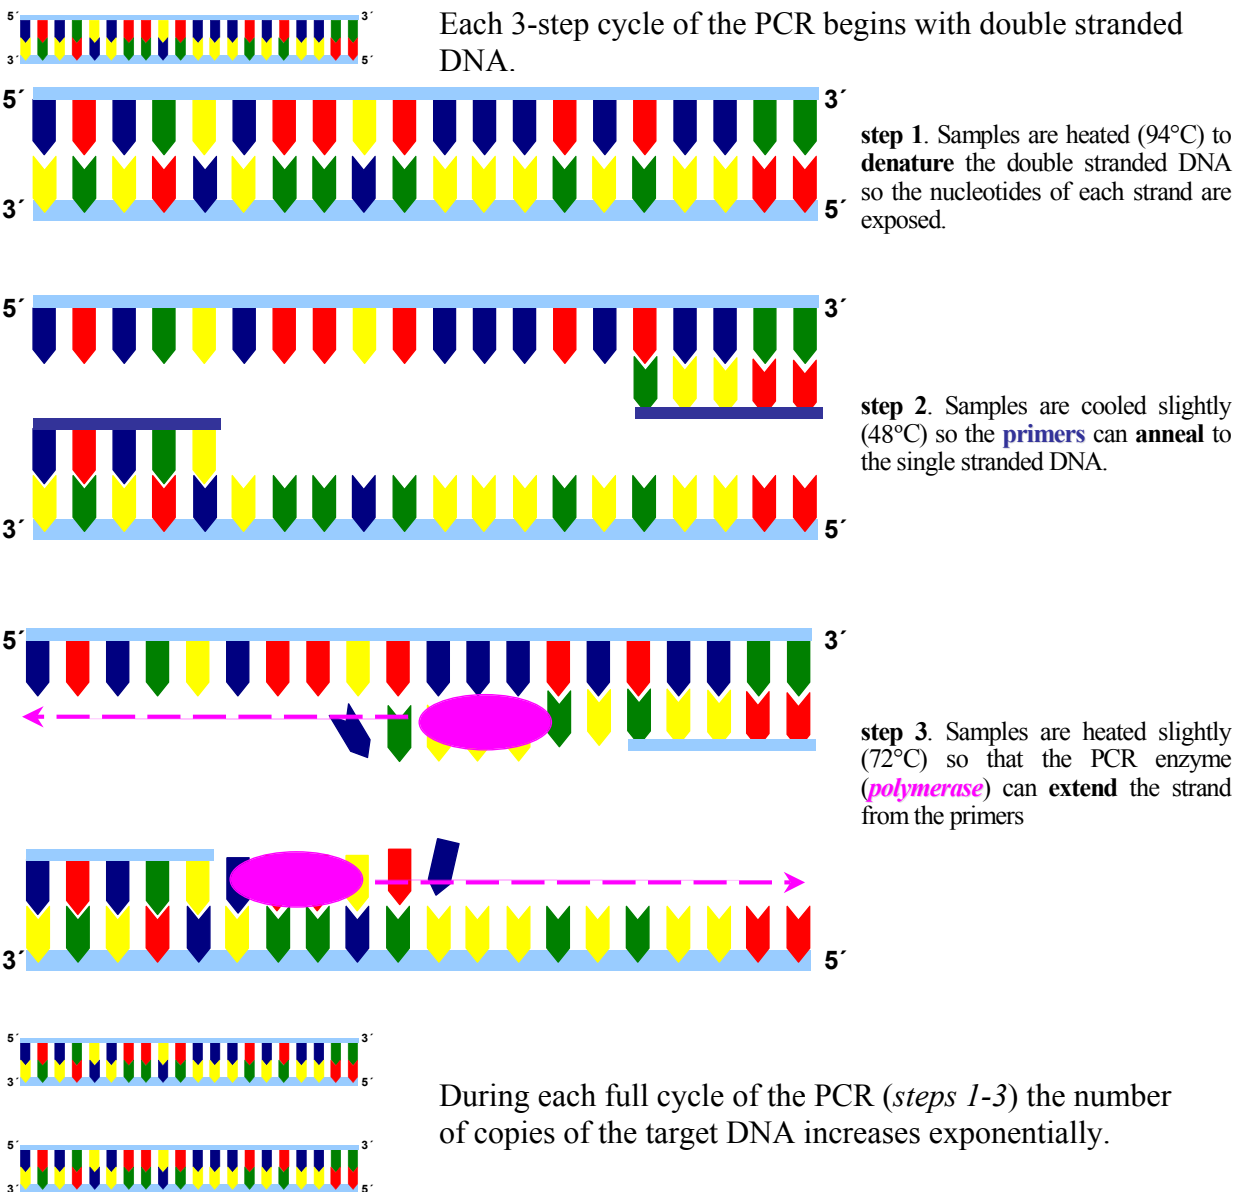 5´ 3´
3´ 5´
Each 3-step cycle of the PCR begins with double stranded
DNA.
5´ 3´
3´ 5´
step 1. Samples are heated (94°C) to
denature the double stranded DNA
so the nucleotides of each strand are
exposed.
5´ 3´
3´ 5´
step 2. Samples are cooled slightly
(48°C) so the primers can anneal to
the single stranded DNA.
5´ 3´
3´ 5´
step 3. Samples are heated slightly
(72°C) so that the PCR enzyme
(polymerase) can extend the strand
from the primers
5´ 3´
3´ 5´
5´ 3´
3´ 5´
During each full cycle of the PCR (steps 1-3) the number
of copies of the target DNA increases exponentially.